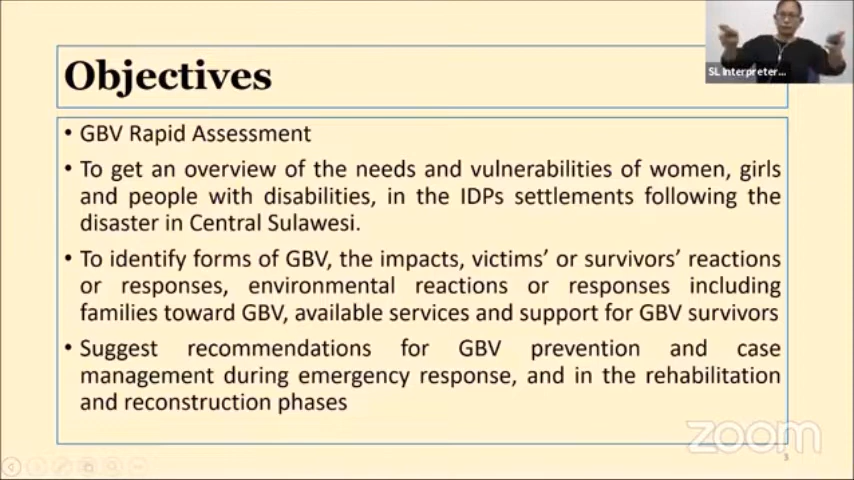 SL Interpreter...
Objectives
• GBV Rapid Assessment
• To get an overview of the needs and vulnerabilities of women, girls
and people with disabilities, in the IDPs settlements following the
disaster in Central Sulawesi.
• To identify forms of GBV, the impacts, victims' or survivors' reactions
or responses, environmental reactions or responses including
families toward GBV, available services and support for GBV survivors
• Suggest recommendations for GBV prevention and case
management during emergency response, and in the rehabilitation
and reconstruction phases
zoom
3